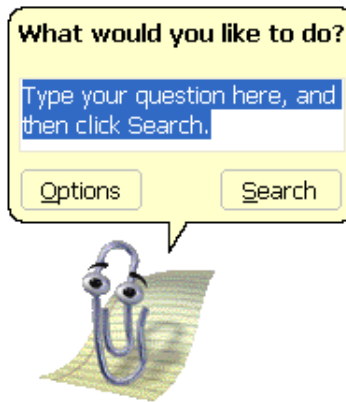 What would you like to do?
Type your question here, and
then click Search.
Options
Search